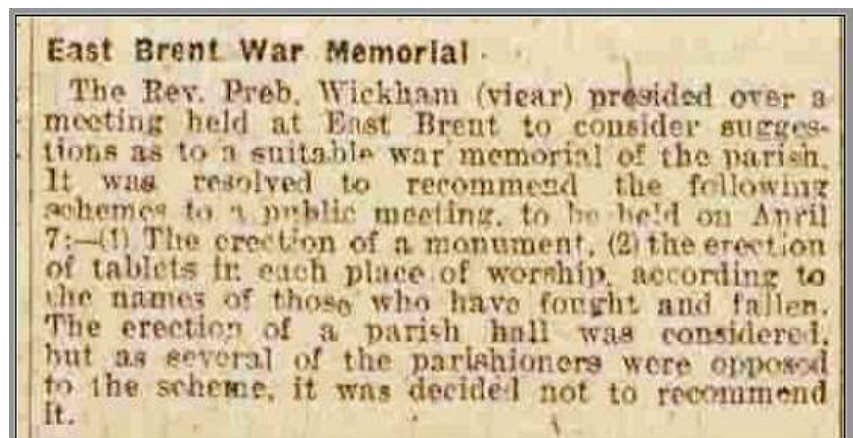 East Brent War Memorial
The Rev. Preb. Wickham (vicar) presided over a
meeting held at East Brent to consider sugges-
tions as to a suitable war memorial of the parish.
It was resolved to recommend the following
schemes to a public meeting, to be held on April
7:—(1) The erection of a monument, (2) the erection
of tablets in each place of worship, according to
the names of those who have fought and fallen.
The erection of a parish hall was considered,
but as several of the parishioners were opposed
to the scheme, it was decided not to recommend
it.